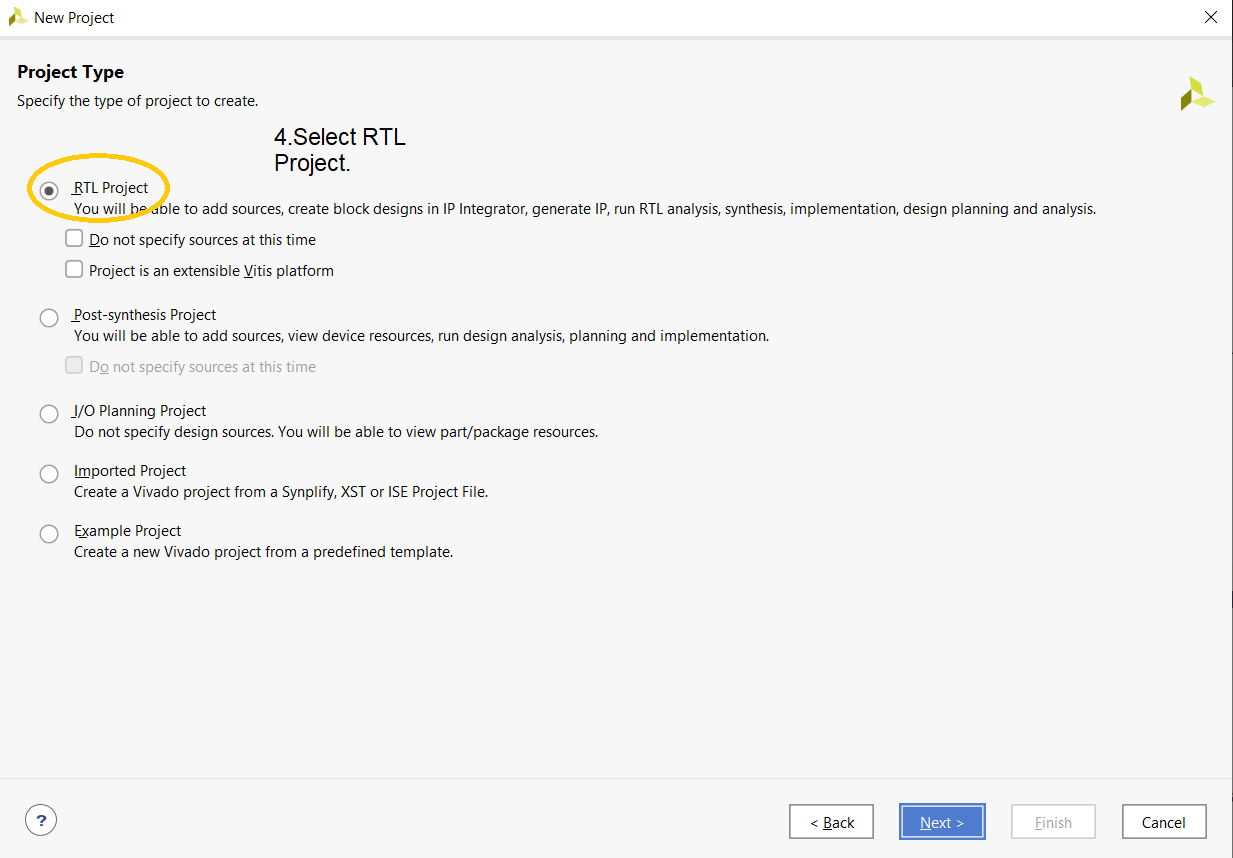 New Project
Project Type
Specify the type of project to create.
4.Select RTL
Project.
RTL Project
You will be able to add sources, create block designs in IP Integrator, generate IP, run RTL analysis, synthesis, implementation, design planning and analysis.
Do not specify sources at this time
Project is an extensible Vitis platform
Post-synthesis Project
You will be able to add sources, view device resources, run design analysis, planning and implementation.
Do not specify sources at this time
I/O Planning Project
Do not specify design sources. You will be able to view part/package resources.
Imported Project
Create a Vivado project from a Synplify, XST or ISE Project File.
Example Project
Create a new Vivado project from a predefined template.
?
< Back
Next >
Finish
Cancel